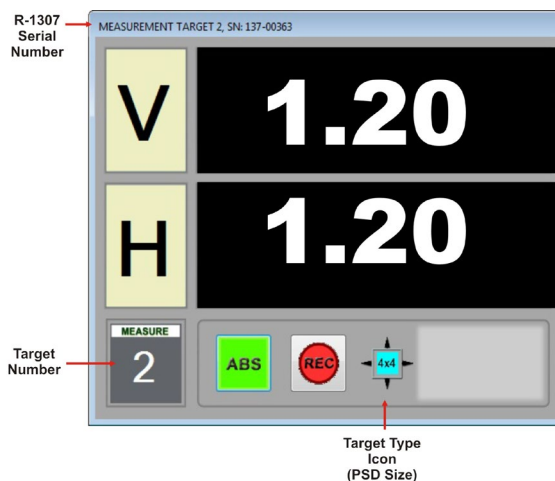 R-1307
Serial
Number
MEASUREMENT TARGET 2, SN: 137-00363
V
1.20
H
1.20
MEASURE
2
ABS
REC
4x4
Target
Number
Target Type
Icon
(PSD Size)